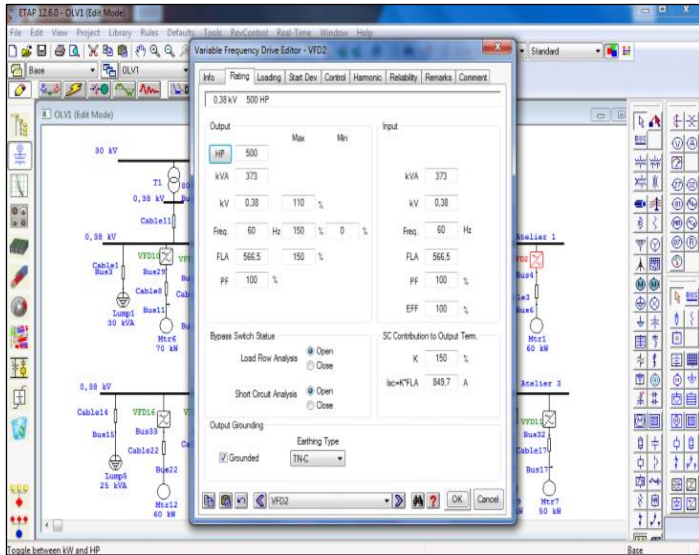 ETAP 12.6.0 - OLV1 (Edit Mode)
File Edit View Project Library Rules Defaults Tools RevControl Real-Time Window Help
Standard
Base OLV1
OLV1 (Edit Mode)
30 kV
T1
0,38 kV
Cable11
0,38 kV
Cable1
Bus3
VFD10
Bus29
Cable8
Bus11
Lump1
30 kVA
Mtr6
70 kW
0,38 kV
Cable14
Bus15
VFD16
Bus33
Cable22
Bus22
Lump5
25 kVA
Mtr12
60 kW
Variable Frequency Drive Editor - VFD2
Info Rating Loading Start Dev Control Harmonic Reliability Remarks Comment
0.38 kV 500 HP
Output
Max Min
HP 500
kVA 373
kV 0,38 110 %
Freq. 60 Hz 150 % 0 %
FLA 566,5 150 %
PF 100 %
Input
kVA 373
kV 0,38
Freq. 60 Hz
FLA 566,5
PF 100 %
EFF 100 %
Bypass Switch Status
Load Flow Analysis Open
Close
Short Circuit Analysis Open
Close
SC Contribution to Output Term.
K 150 %
Isc=K*FLA 849,7 A
Output Grounding
Earthing Type
Grounded TN-C
VFD2 OK Cancel
Atelier 1
Bus4
Bus6
Mtr1
60 kW
Atelier 3
VFD11
Bus32
Cable17
Bus17
Mtr7
50 kW
Toggle between kW and HP
Base